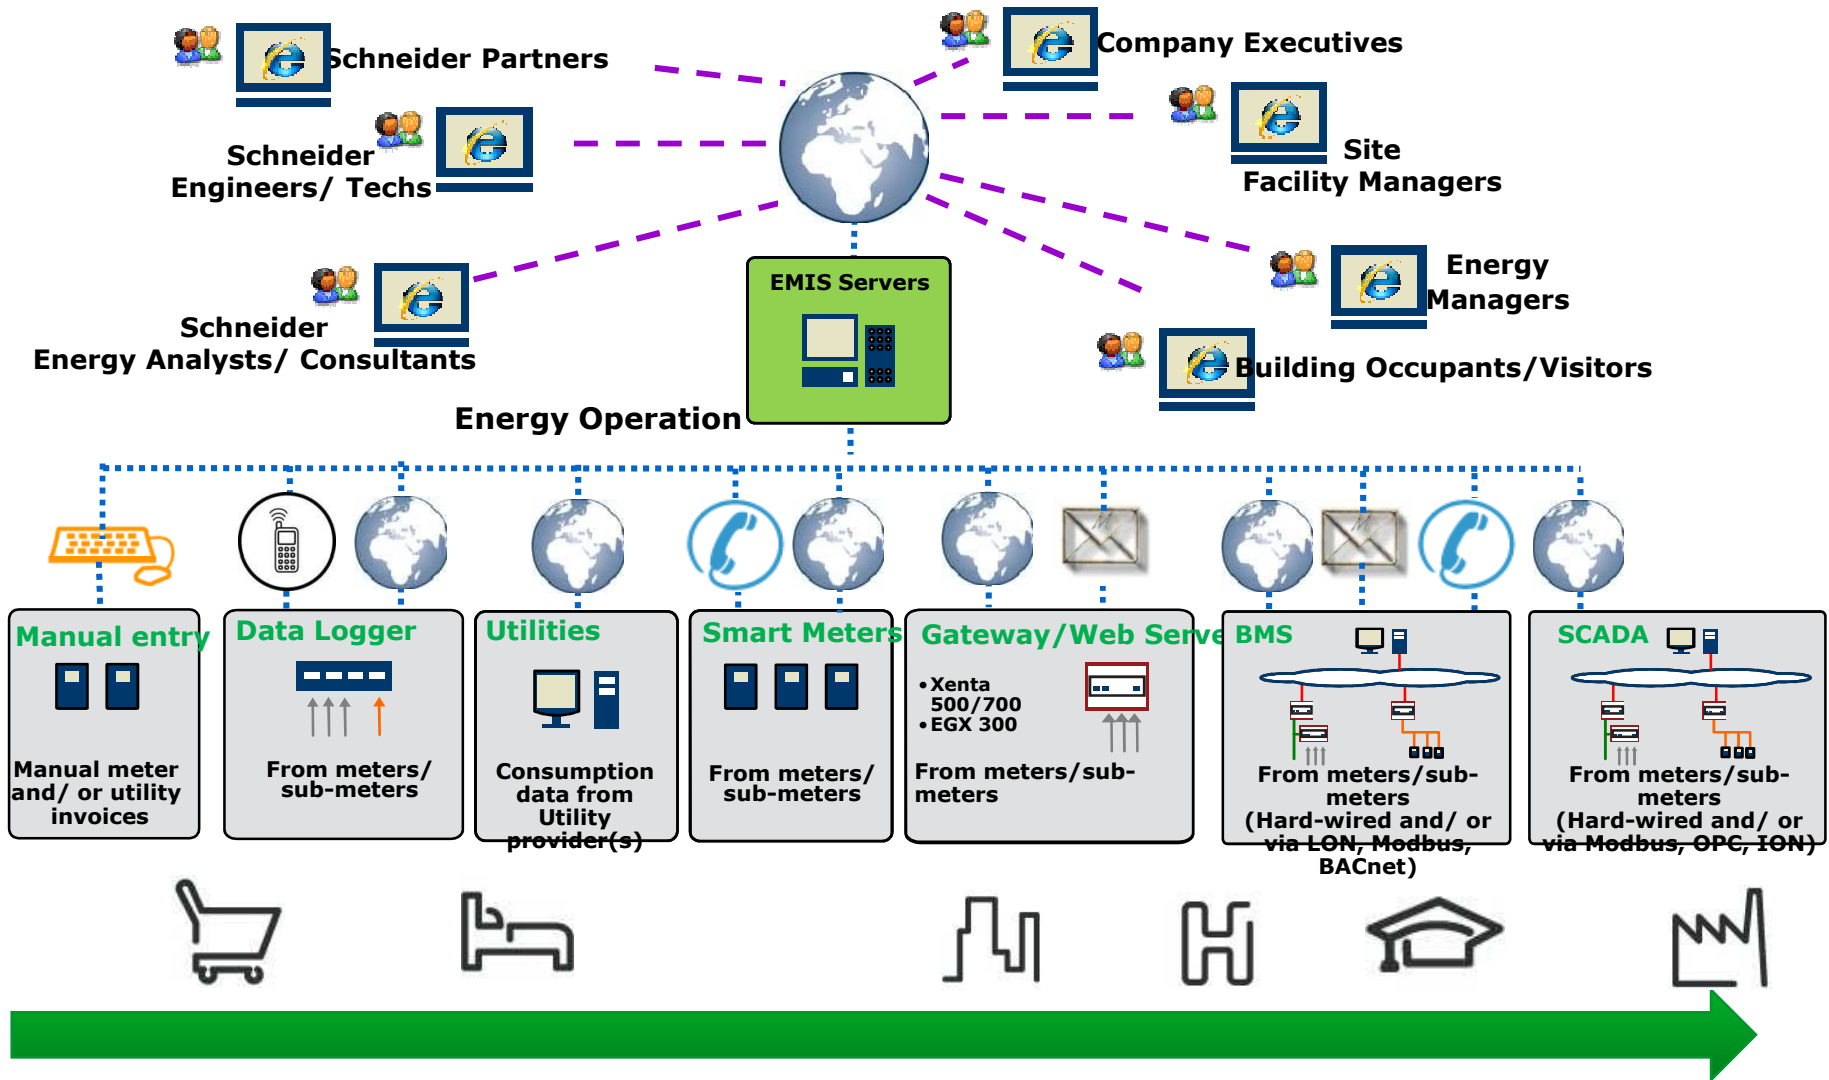 Schneider Partners
Company Executives
Schneider
Engineers/ Techs
Site
Facility Managers
Schneider
Energy Analysts/ Consultants
EMIS Servers
Energy
Managers
Building Occupants/Visitors
Energy Operation
Manual entry
Manual meter
and/ or utility
invoices
Data Logger
From meters/
sub-meters
Utilities
Consumption
data from
Utility
provider(s)
Smart Meters
From meters/
sub-meters
Gateway/Web Serve
•Xenta
500/700
•EGX 300
From meters/sub-
meters
BMS
From meters/sub-
meters
(Hard-wired and/ or
via LON, Modbus,
BACnet)
SCADA
From meters/sub-
meters
(Hard-wired and/ or
via Modbus, OPC, ION)